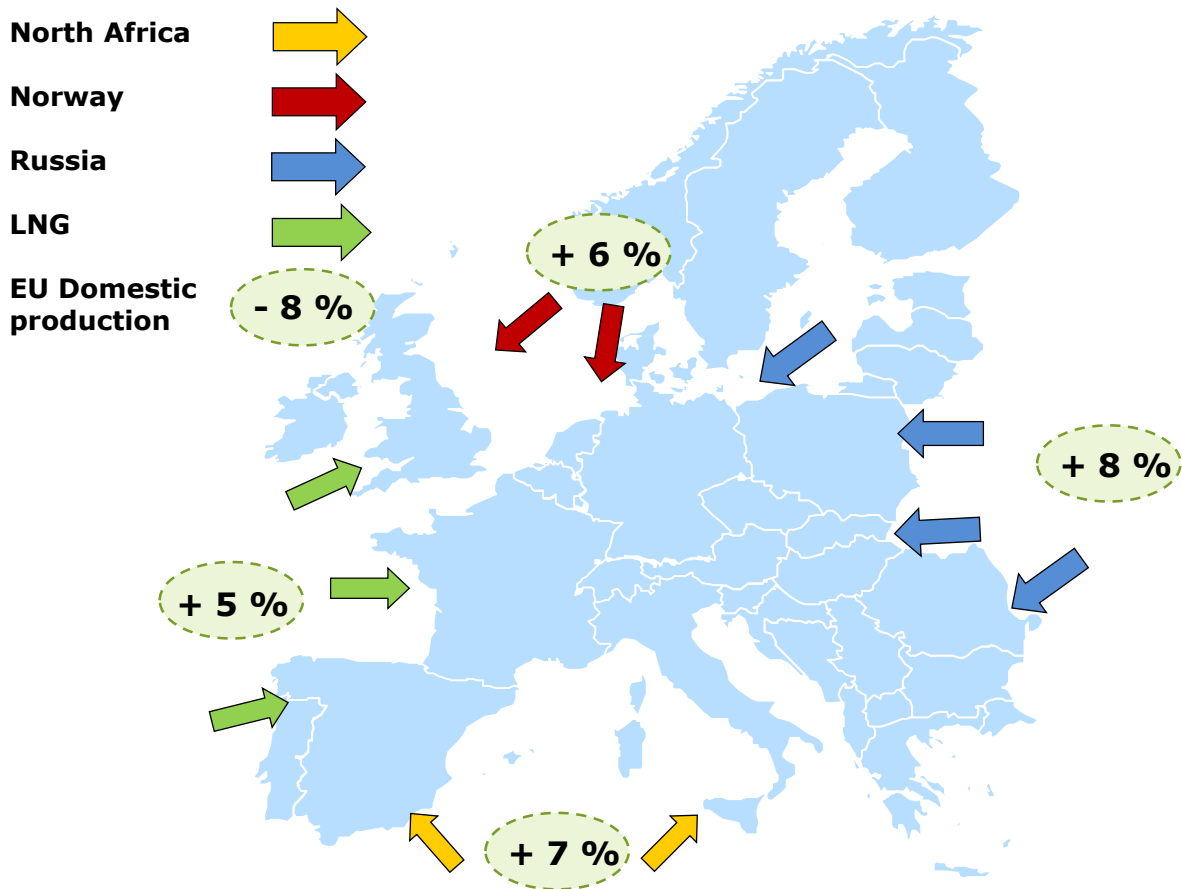 North Africa
Norway
Russia
LNG
EU Domestic
production
- 8 %
+ 6 %
+ 8 %
+ 5 %
+ 7 %